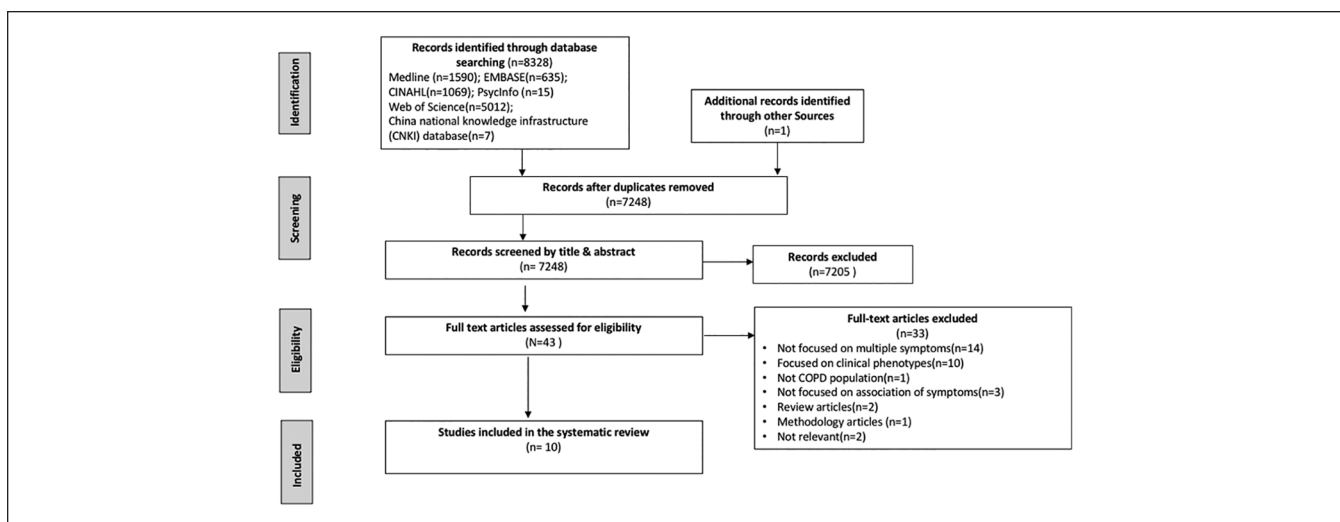 Identification
Records identified through database
searching (n=8328)
Medline (n=1590); EMBASE(n=635);
CINAHL(n=1069); PsycInfo (n=15)
Web of Science(n=5012);
China national knowledge infrastructure
(CNKI) database(n=7)
Additional records identified
through other Sources
(n=1)
Screening
Records after duplicates removed
(n=7248)
Records screened by title & abstract
(n= 7248)
Records excluded
(n=7205 )
Eligibility
Full text articles assessed for eligibility
(N=43 )
Full-text articles excluded
(n=33)
• Not focused on multiple symptoms(n=14)
• Focused on clinical phenotypes(n=10)
• Not COPD population(n=1)
• Not focused on association of symptoms(n=3)
• Review articles(n=2)
• Methodology articles (n=1)
• Not relevant(n=2)
Included
Studies included in the systematic review
(n= 10)